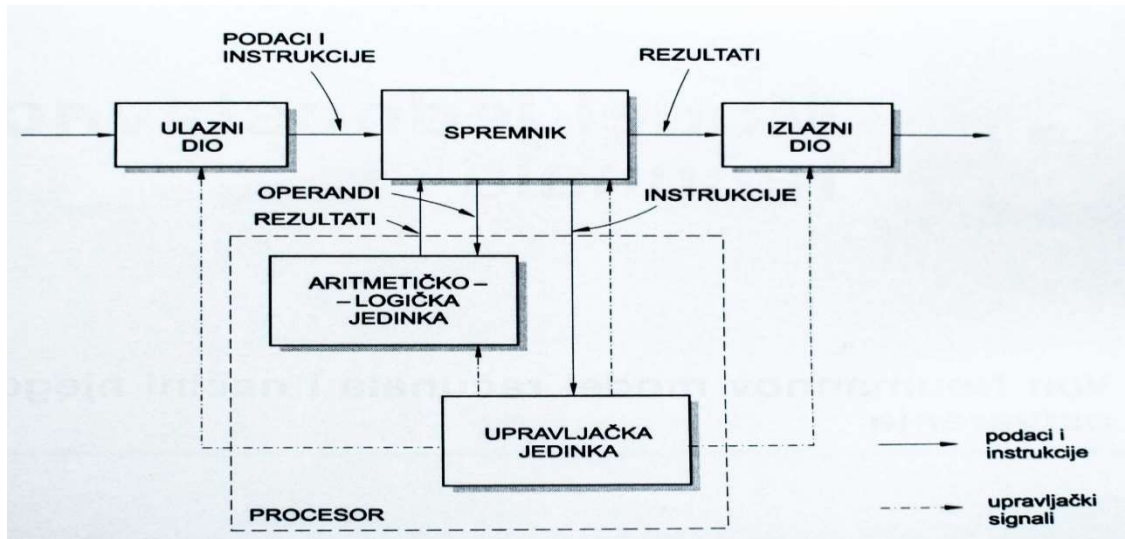 PODACI I
INSTRUKCIJE
REZULTATI
ULAZNI
DIO
SPREMNIK
IZLAZNI
DIO
OPERANDI
REZULTATI
INSTRUKCIJE
ARITMETIČKO –
– LOGIČKA
JEDINKA
UPRAVLJAČKA
JEDINKA
PROCESOR
podaci i
instrukcije
upravljački
signali